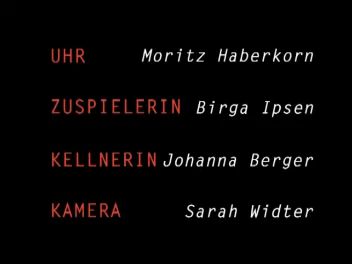 UHR Moritz Haberkorn
ZUSPIELERIN Birga Ipsen
KELLNERIN Johanna Berger
KAMERA Sarah Widter